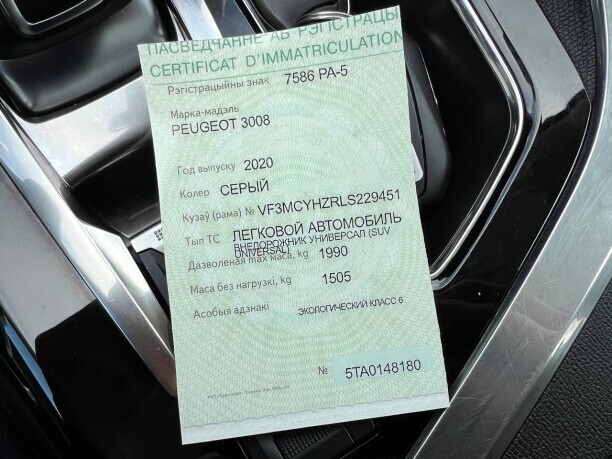 ПАСВЕДЧАННЕ АБ РЭГІСТРАЦЫІ
CERTIFICAT D'IMMATRICULATION
Рэгістрацыйны знак 7586 PA-5
Марка-мадэль
PEUGEOT 3008
Год выпуску 2020
Колер СЕРЫЙ
Кузаў (рама) № VF3MCYHZRLS229451
Тып ТС ЛЕГКОВОЙ АВТОМОБИЛЬ
ВНЕДОРОЖНИК УНИВЕРСАЛ (SUV
UNIVERSAL)
Дазволеная max маса, kg 1990
Маса без нагрузкі, kg 1505
Асобыя адзнакі ЭКОЛОГИЧЕСКИЙ КЛАСС 6
№ 5TA0148180